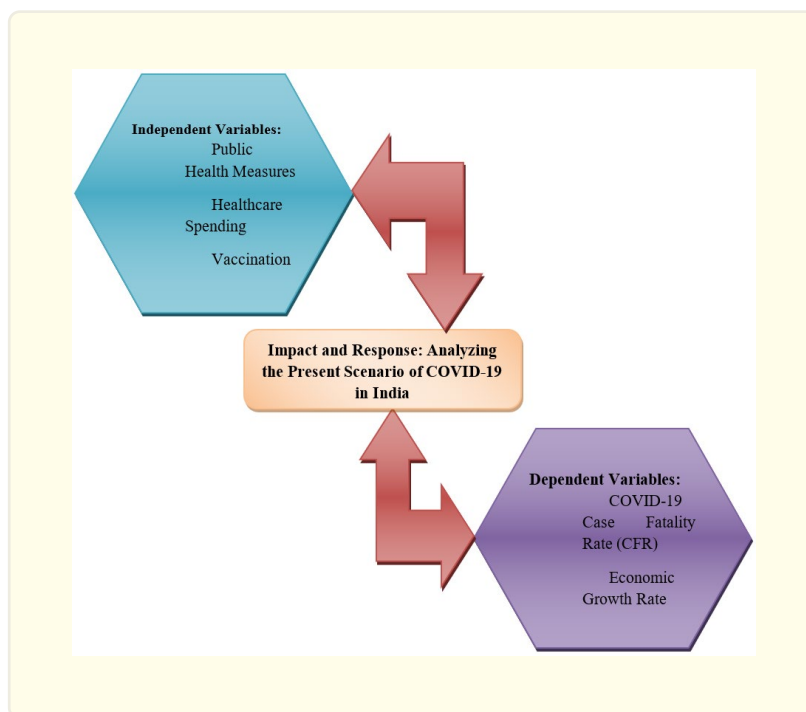 Independent Variables:
Public
Health Measures
Healthcare
Spending
Vaccination
Impact and Response: Analyzing
the Present Scenario of COVID-19
in India
Dependent Variables:
COVID-19
Case Fatality
Rate (CFR)
Economic
Growth Rate